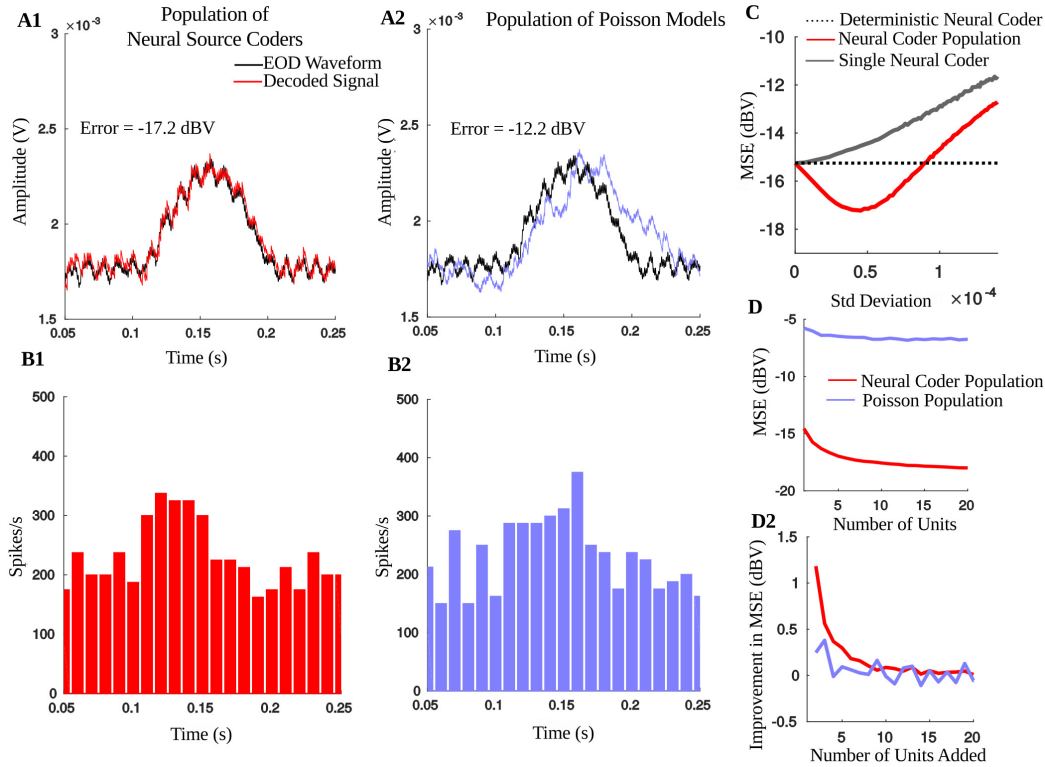 A1
Population of
Neural Source Coders
×10⁻³
EOD Waveform
Decoded Signal
Error = -17.2 dBV
Amplitude (V)
3
2.5
2
1.5
0.05 0.1 0.15 0.2 0.25
Time (s)
A2
Population of Poisson Models
×10⁻³
Error = -12.2 dBV
Amplitude (V)
3
2.5
2
1.5
0.05 0.1 0.15 0.2 0.25
Time (s)
C
Deterministic Neural Coder
Neural Coder Population
Single Neural Coder
MSE (dBV)
-10
-12
-14
-16
-18
0 0.5 1
Std Deviation ×10⁻⁴
B1
Spikes/s
500
400
300
200
100
0
0.05 0.1 0.15 0.2 0.25
Time (s)
B2
Spikes/s
500
400
300
200
100
0
0.05 0.1 0.15 0.2 0.25
Time (s)
D
Neural Coder Population
Poisson Population
MSE (dBV)
-5
-10
-15
-20
5 10 15 20
Number of Units
D2
Improvement in MSE (dBV)
1
0.5
0
-0.5
5 10 15 20
Number of Units Added